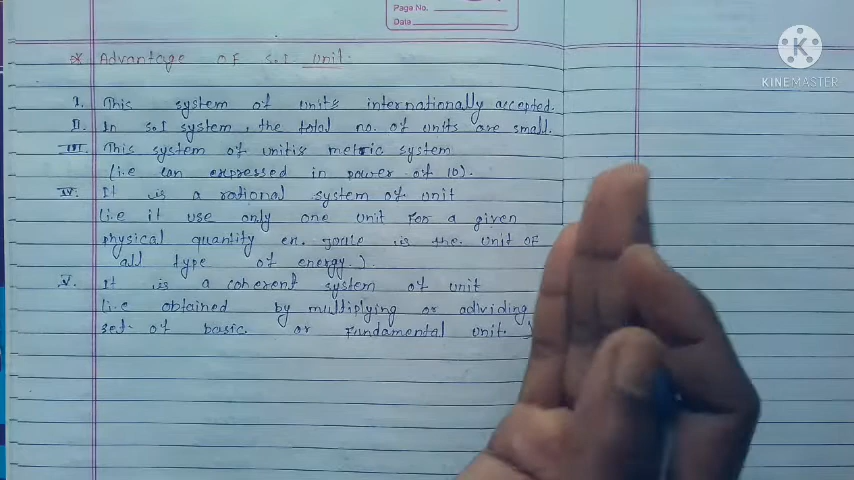 Page No.
Date
KINEMASTER
* Advantage of S.I unit.
I. This system of units internationally accepted.
II. In S.I system, the total no. of units are small.
III. This system of unitis metric system
(i.e can expressed in power of 10).
IV. It is a rational system of unit
(i.e it use only one unit for a given
physical quantity en. Joule is the unit of
all type of energy.).
V. It is a coherent system of unit
(i.e obtained by multiplying or adividing
set of basic or fundamental unit.